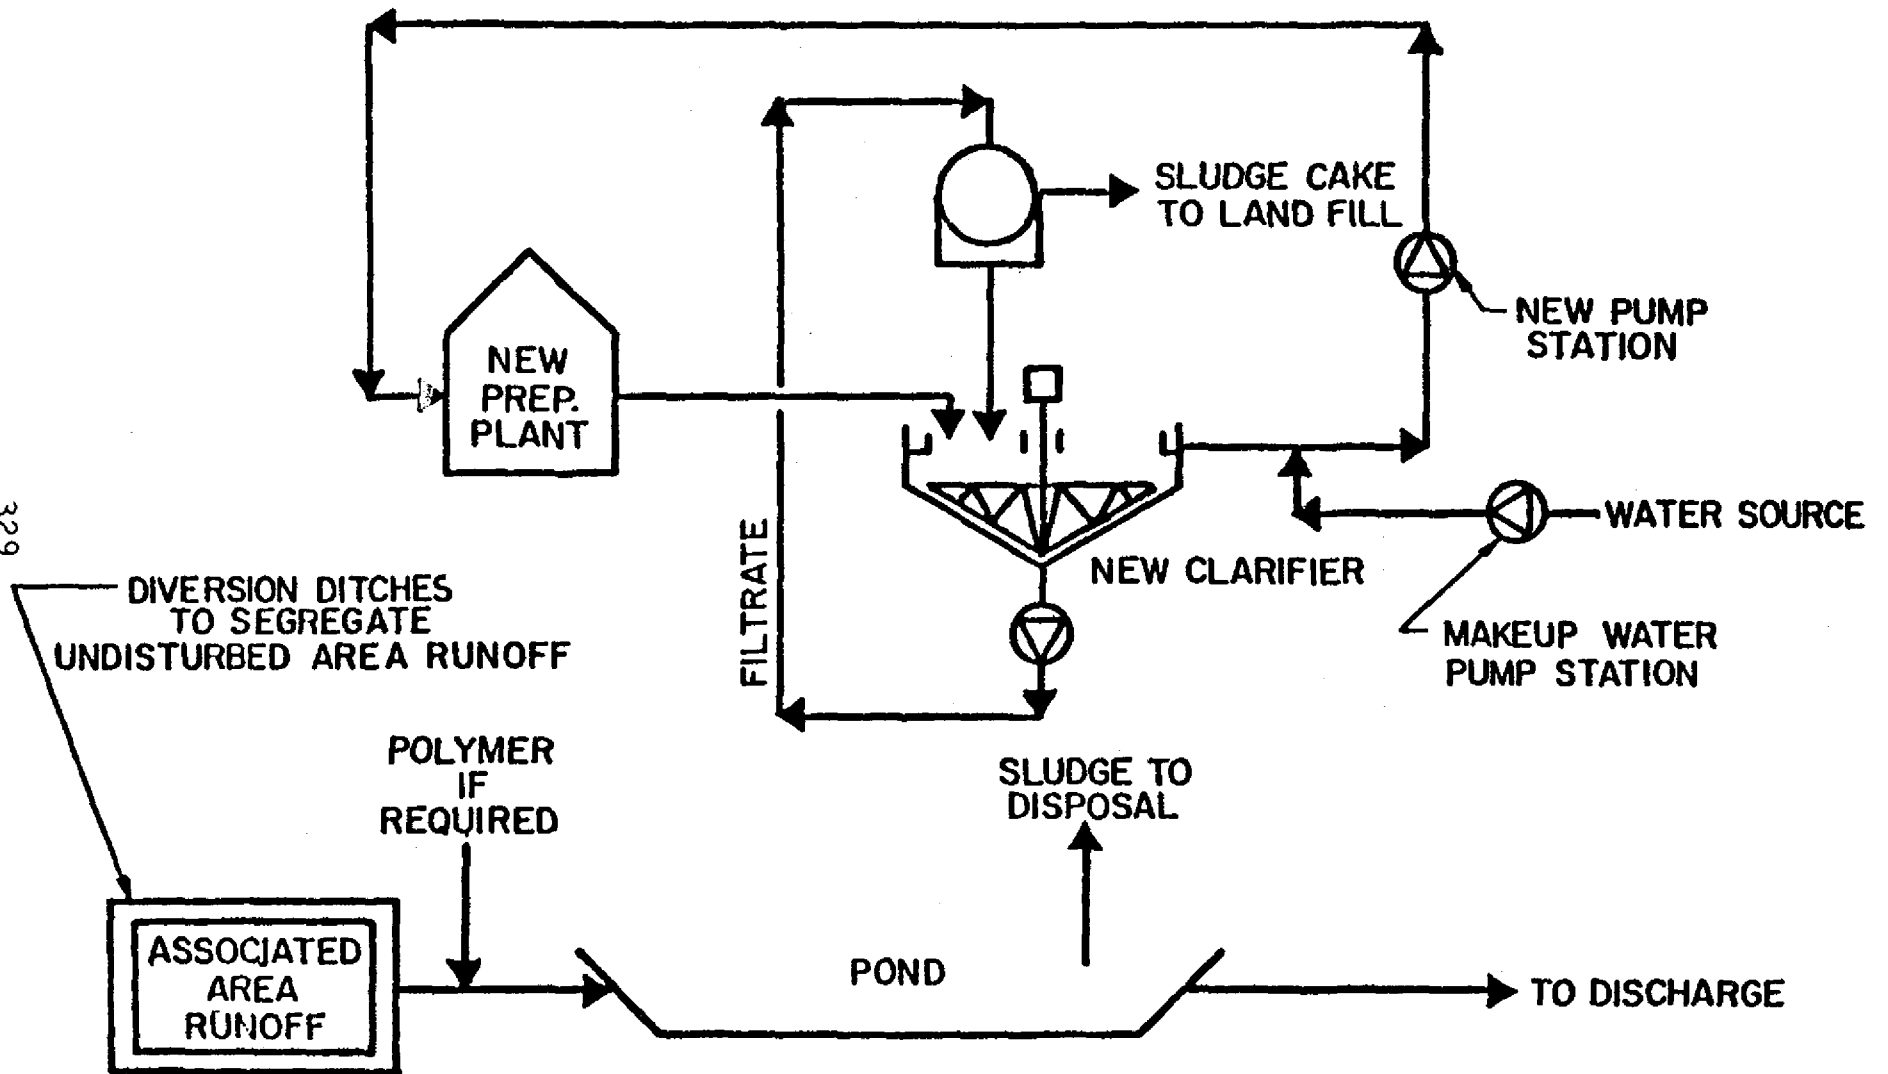 SLUDGE CAKE
TO LAND FILL
NEW PUMP
STATION
NEW
PREP.
PLANT
FILTRATE
WATER SOURCE
NEW CLARIFIER
MAKEUP WATER
PUMP STATION
329
DIVERSION DITCHES
TO SEGREGATE
UNDISTURBED AREA RUNOFF
POLYMER
IF
REQUIRED
SLUDGE TO
DISPOSAL
ASSOCIATED
AREA
RUNOFF
POND
TO DISCHARGE